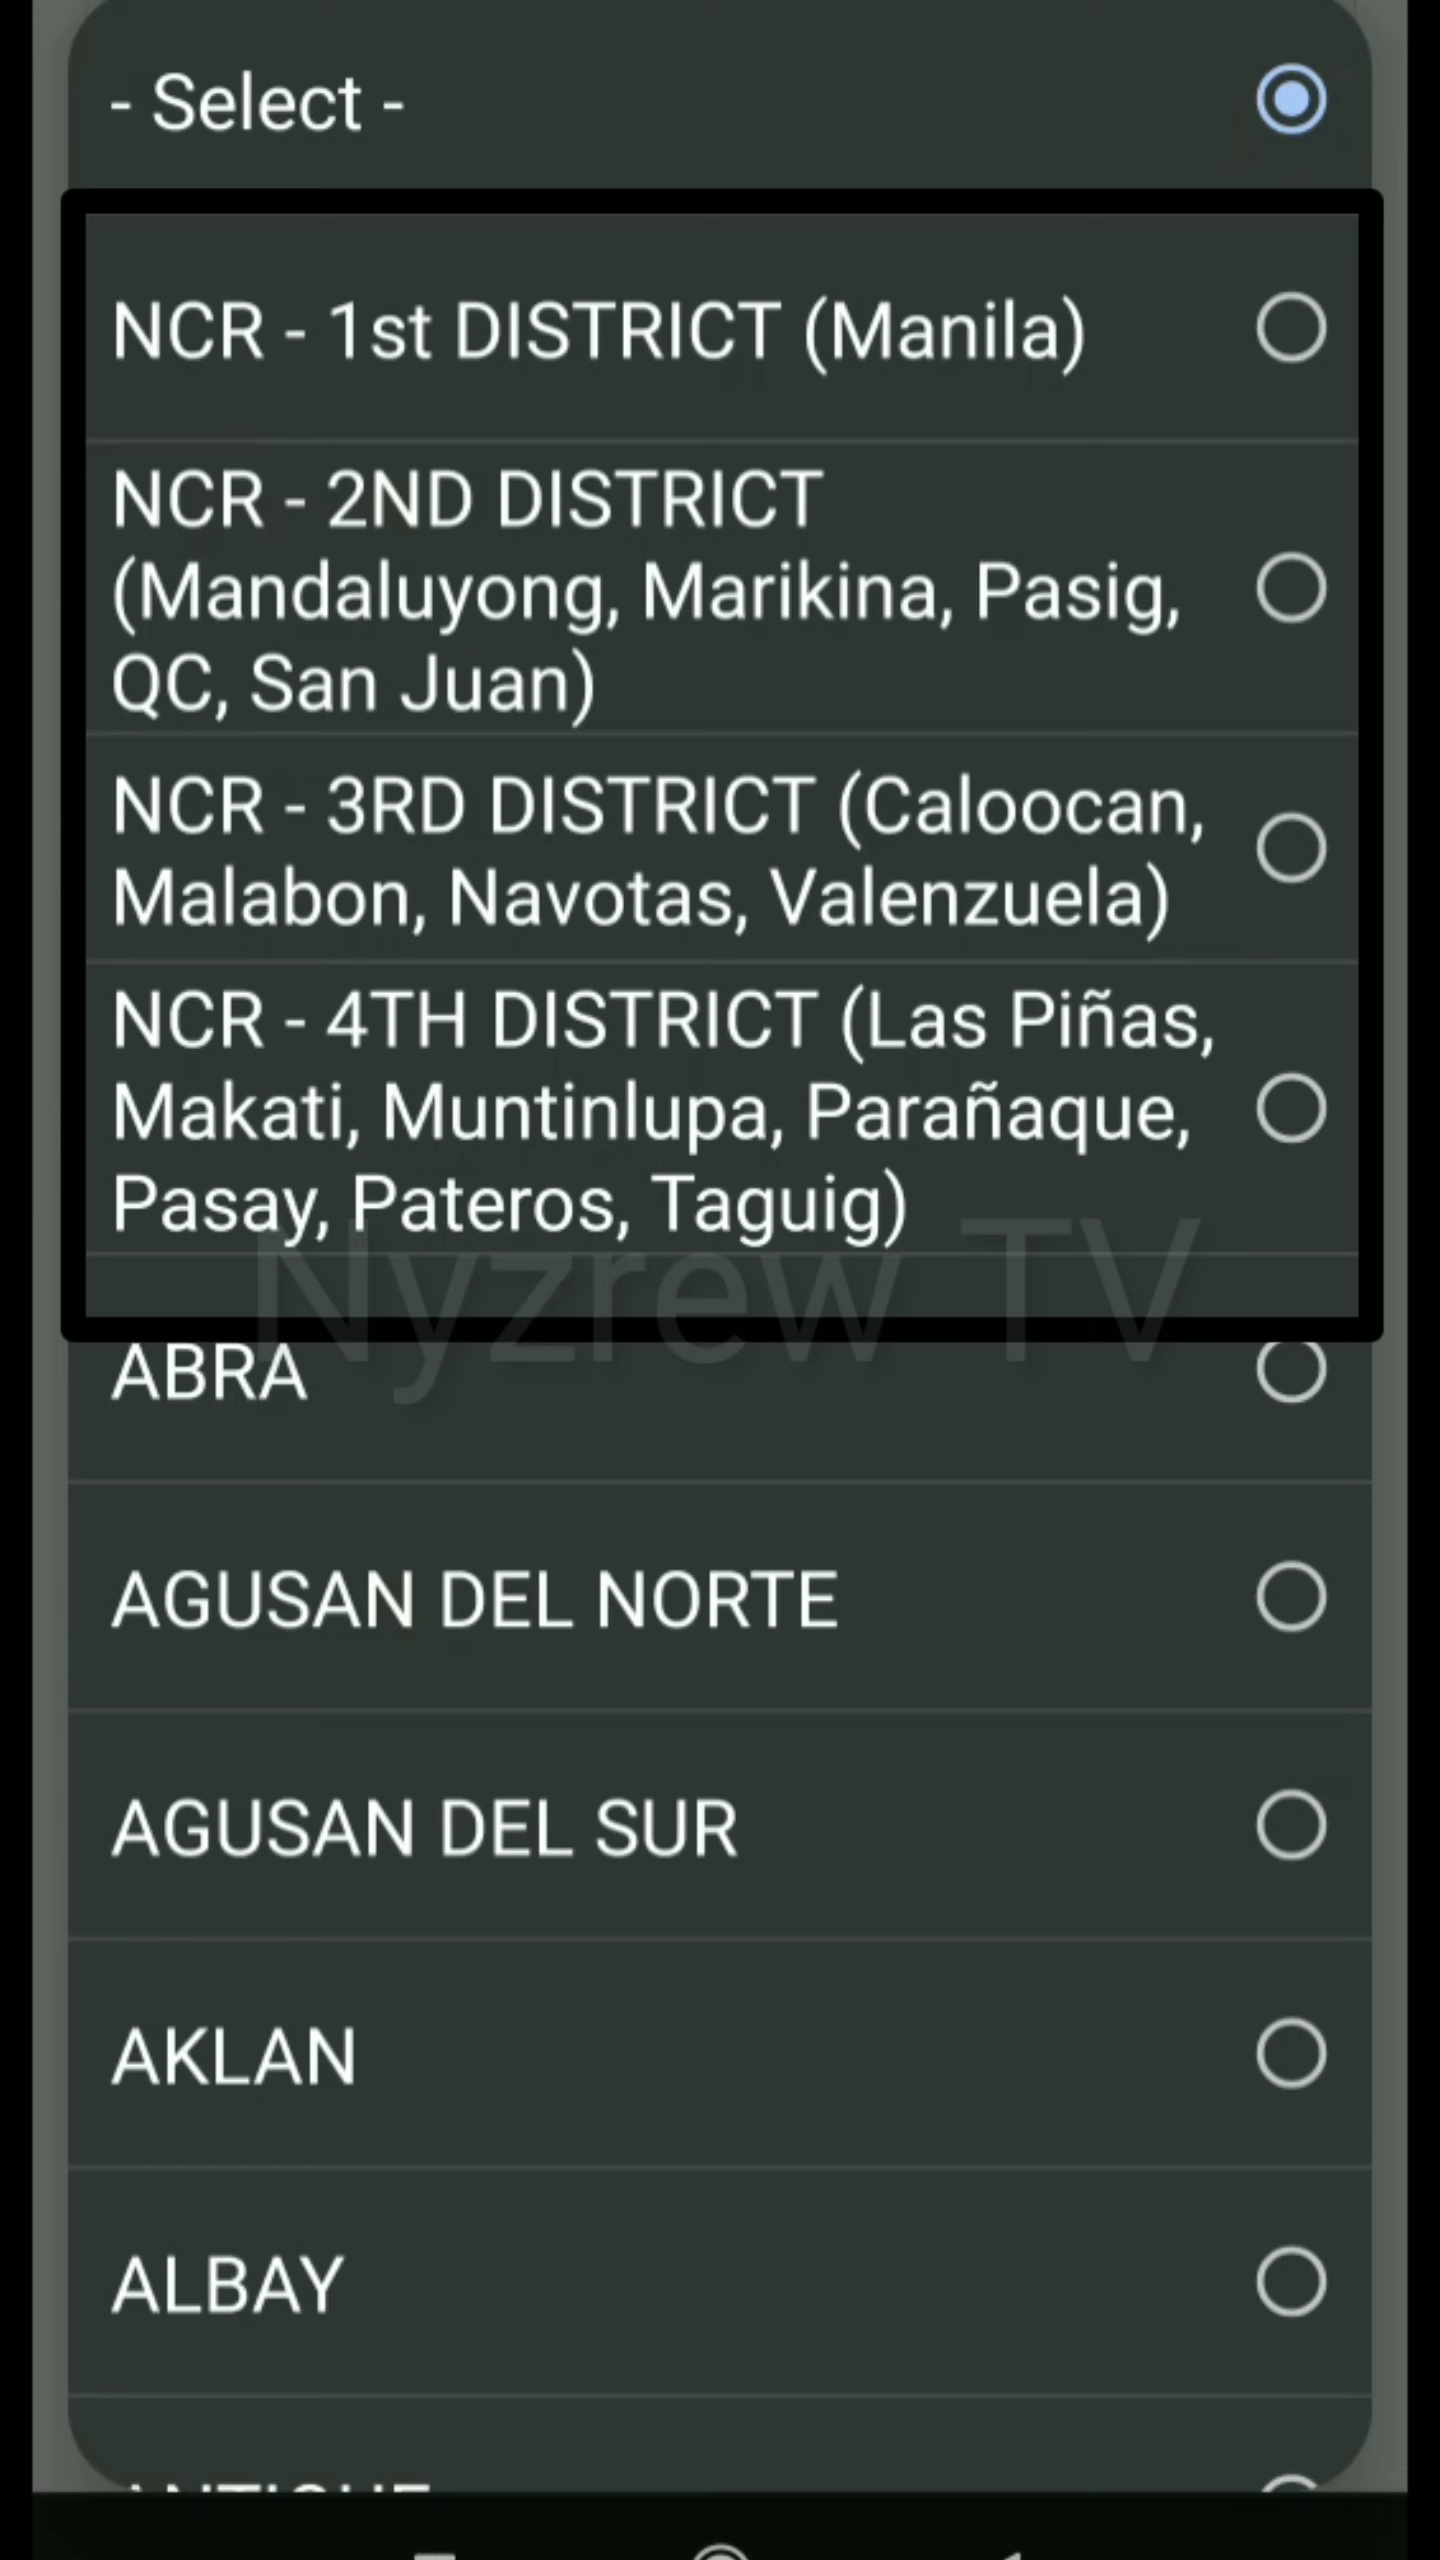 - Select -
NCR - 1st DISTRICT (Manila)
NCR - 2ND DISTRICT
(Mandaluyong, Marikina, Pasig,
QC, San Juan)
NCR - 3RD DISTRICT (Caloocan,
Malabon, Navotas, Valenzuela)
NCR - 4TH DISTRICT (Las Piñas,
Makati, Muntinlupa, Parañaque,
Pasay, Pateros, Taguig)
Nyzrew TV
ABRA
AGUSAN DEL NORTE
AGUSAN DEL SUR
AKLAN
ALBAY